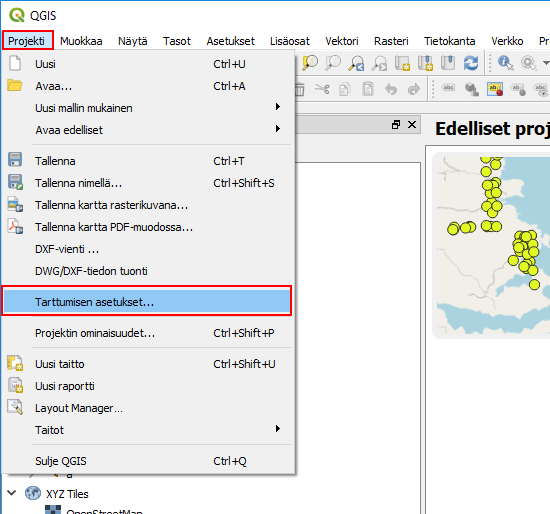 QGIS
Projekti Muokkaa Näytä Tasot Asetukset Lisäosat Vektori Rasteri Tietokanta Verkko
Uusi Ctrl+U
Avaa... Ctrl+A
Uusi mallin mukainen
Avaa edelliset
Tallenna Ctrl+T
Tallenna nimellä... Ctrl+Shift+S
Tallenna kartta rasterikuvana...
Tallenna kartta PDF-muodossa...
DXF-vienti ...
DWG/DXF-tiedon tuonti
Tarttumisen asetukset...
Projektin ominaisuudet... Ctrl+Shift+P
Uusi taitto Ctrl+Shift+U
Uusi raportti
Layout Manager...
Taitot
Sulje QGIS Ctrl+Q
Edelliset proj
XYZ Tiles
OpenStreetMap